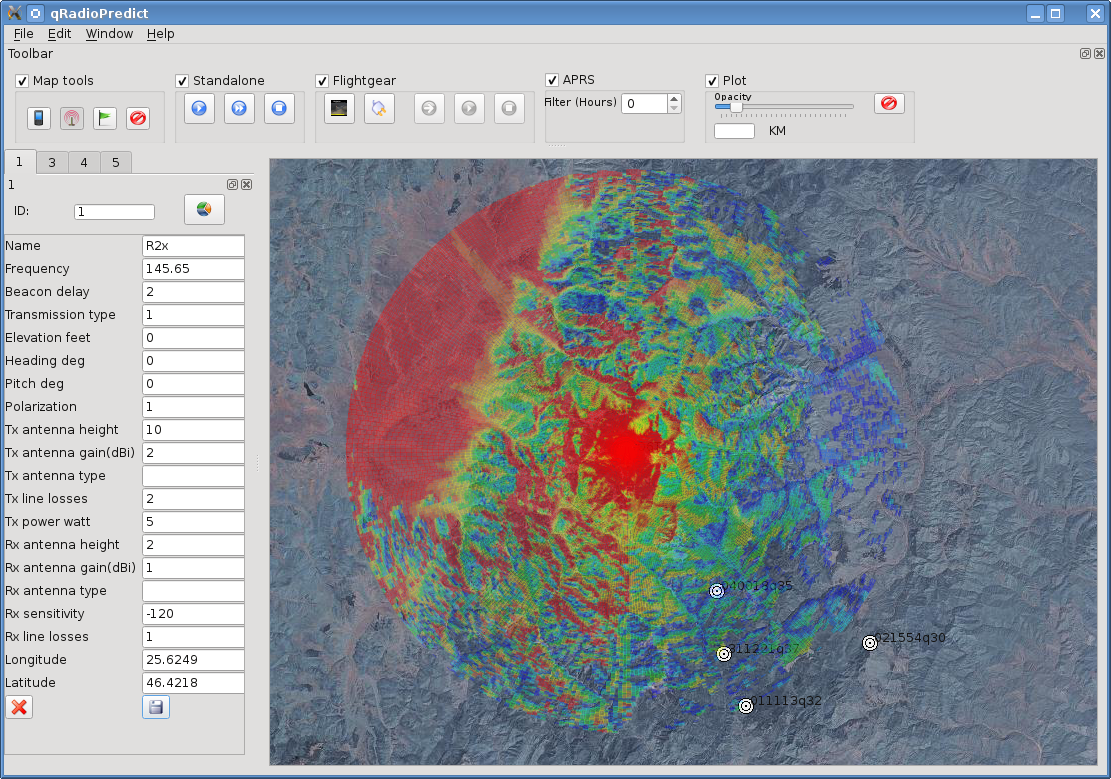 qRadioPredict
File Edit Window Help
Toolbar
Map tools
Standalone
Flightgear
APRS
Filter (Hours) 0
Plot
Opacity
KM
1 3 4 5
1
ID: 1
Name R2x
Frequency 145.65
Beacon delay 2
Transmission type 1
Elevation feet 0
Heading deg 0
Pitch deg 0
Polarization 1
Tx antenna height 10
Tx antenna gain(dBi) 2
Tx antenna type
Tx line losses 2
Tx power watt 5
Rx antenna height 2
Rx antenna gain(dBi) 1
Rx antenna type
Rx sensitivity -120
Rx line losses 1
Longitude 25.6249
Latitude 46.4218
021554q30
011113q32